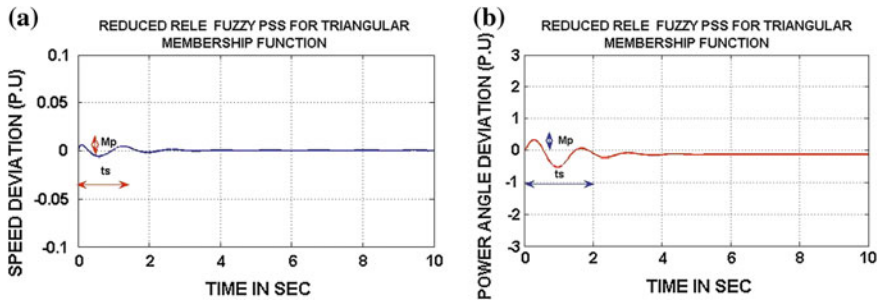 (a)
REDUCED RELE FUZZY PSS FOR TRIANGULAR
MEMBERSHIP FUNCTION
SPEED DEVIATION (P.U)
0.1
0.05
0
-0.05
-0.1
Mp
ts
0 2 4 6 8 10
TIME IN SEC
(b)
REDUCED RELE FUZZY PSS FOR TRIANGULAR
MEMBERSHIP FUNCTION
POWER ANGLE DEVIATION (P.U)
3
2
1
0
-1
-2
-3
Mp
ts
0 2 4 6 8 10
TIME IN SEC